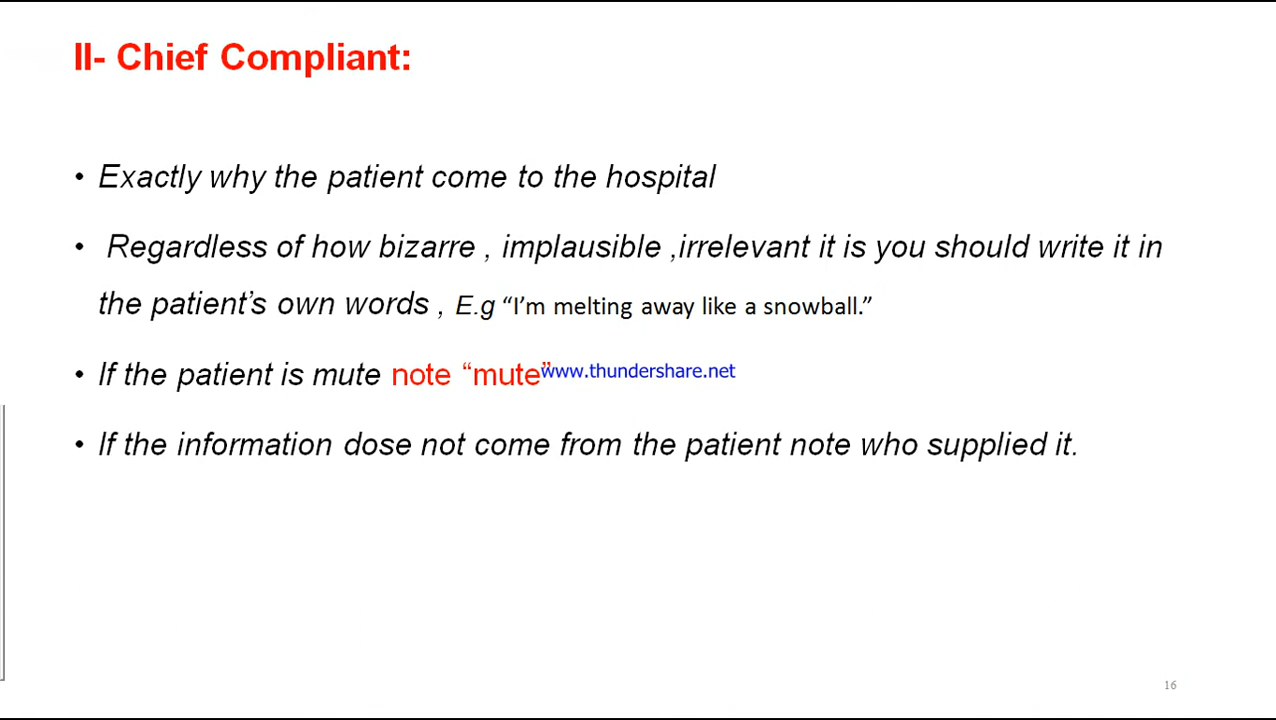 II- Chief Compliant:
• Exactly why the patient come to the hospital
• Regardless of how bizarre , implausible ,irrelevant it is you should write it in
the patient’s own words , E.g “I’m melting away like a snowball.”
• If the patient is mute note “mute”
www.thundershare.net
• If the information dose not come from the patient note who supplied it.
16